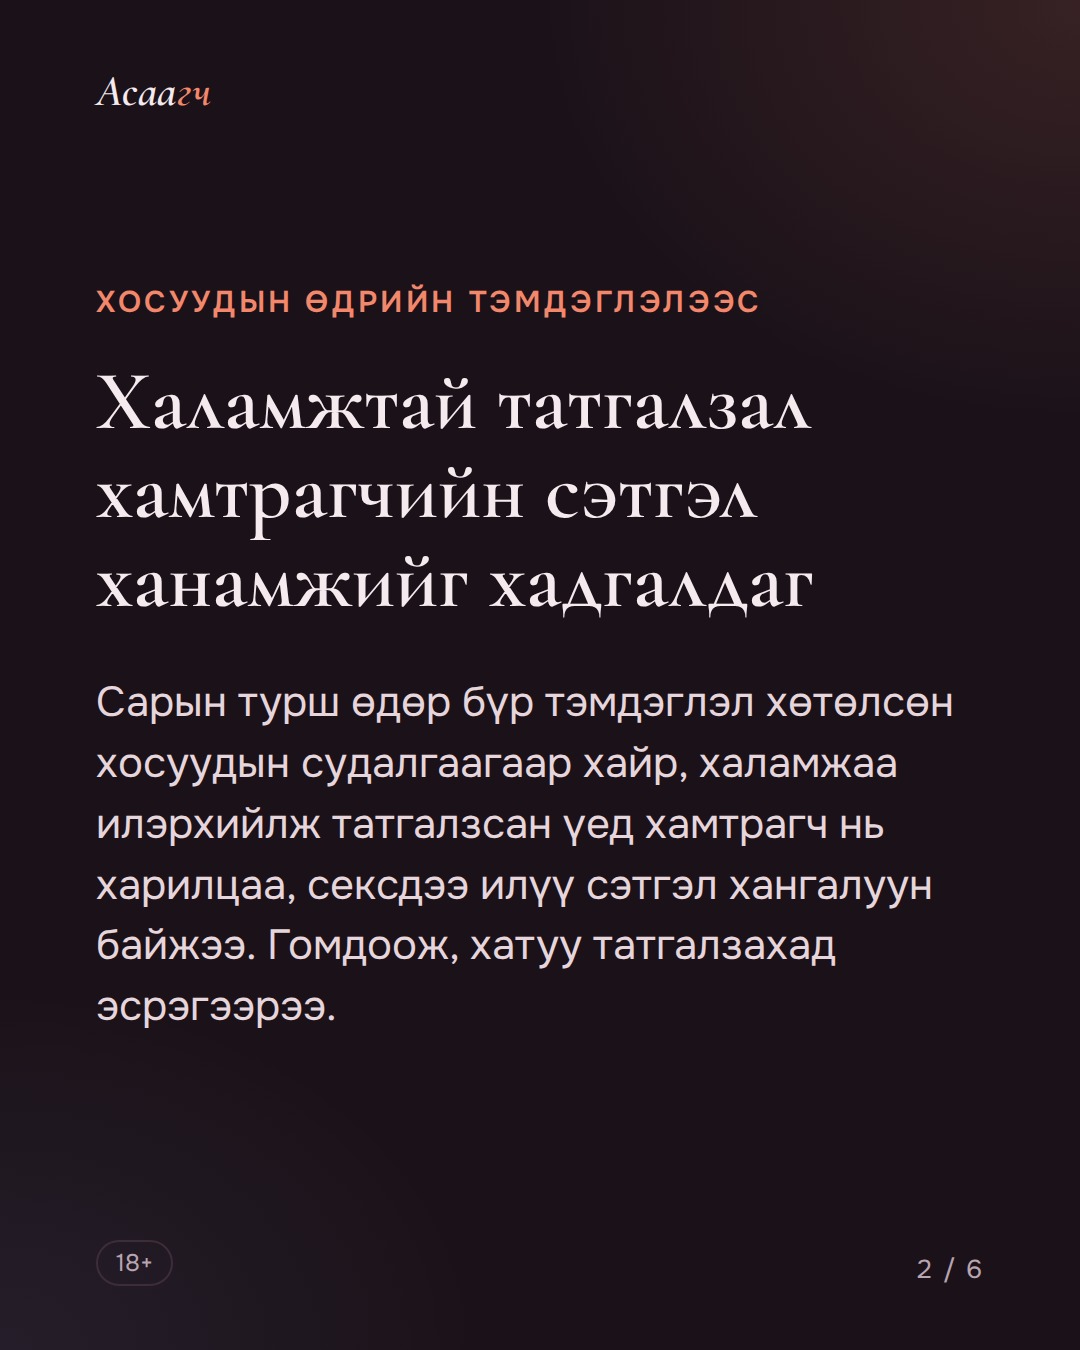 Асаагч
ХОСУУДЫН ӨДРИЙН ТЭМДЭГЛЭЛЭЭС
Халамжтай татгалзал
хамтрагчийн сэтгэл
ханамжийг хадгалдаг
Сарын турш өдөр бүр тэмдэглэл хөтөлсөн
хосуудын судалгаагаар хайр, халамжаа
илэрхийлж татгалзсан үед хамтрагч нь
харилцаа, сексдээ илүү сэтгэл хангалуун
байжээ. Гомдоож, хатуу татгалзахад
эсрэгээрээ.
18+
2 / 6